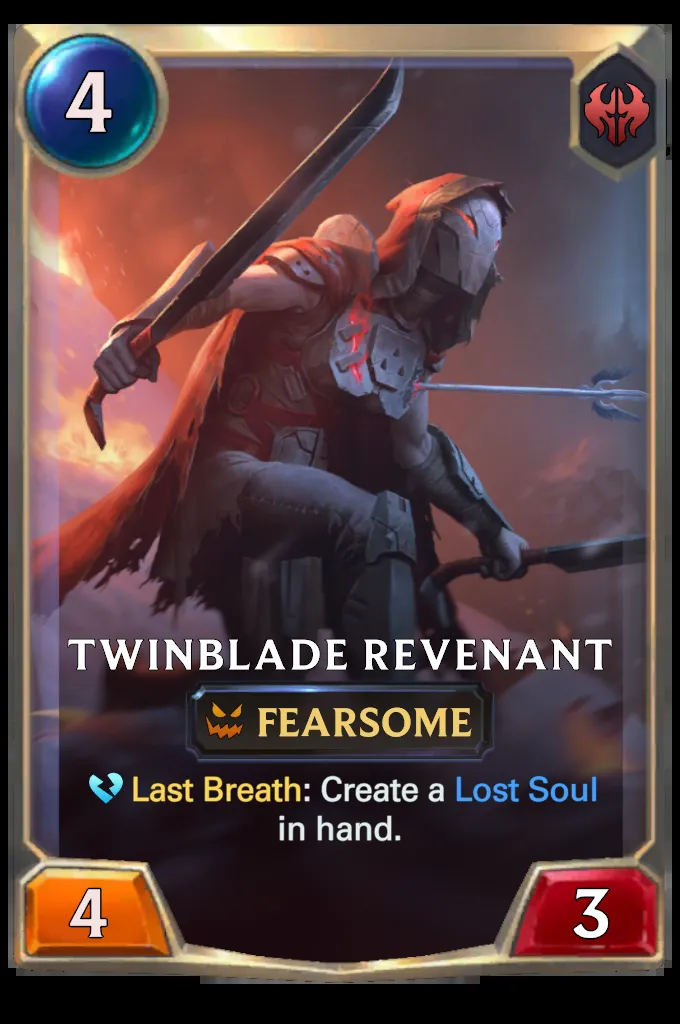 4
TWINBLADE REVENANT
FEARSOME
Last Breath: Create a Lost Soul
in hand.
4
3